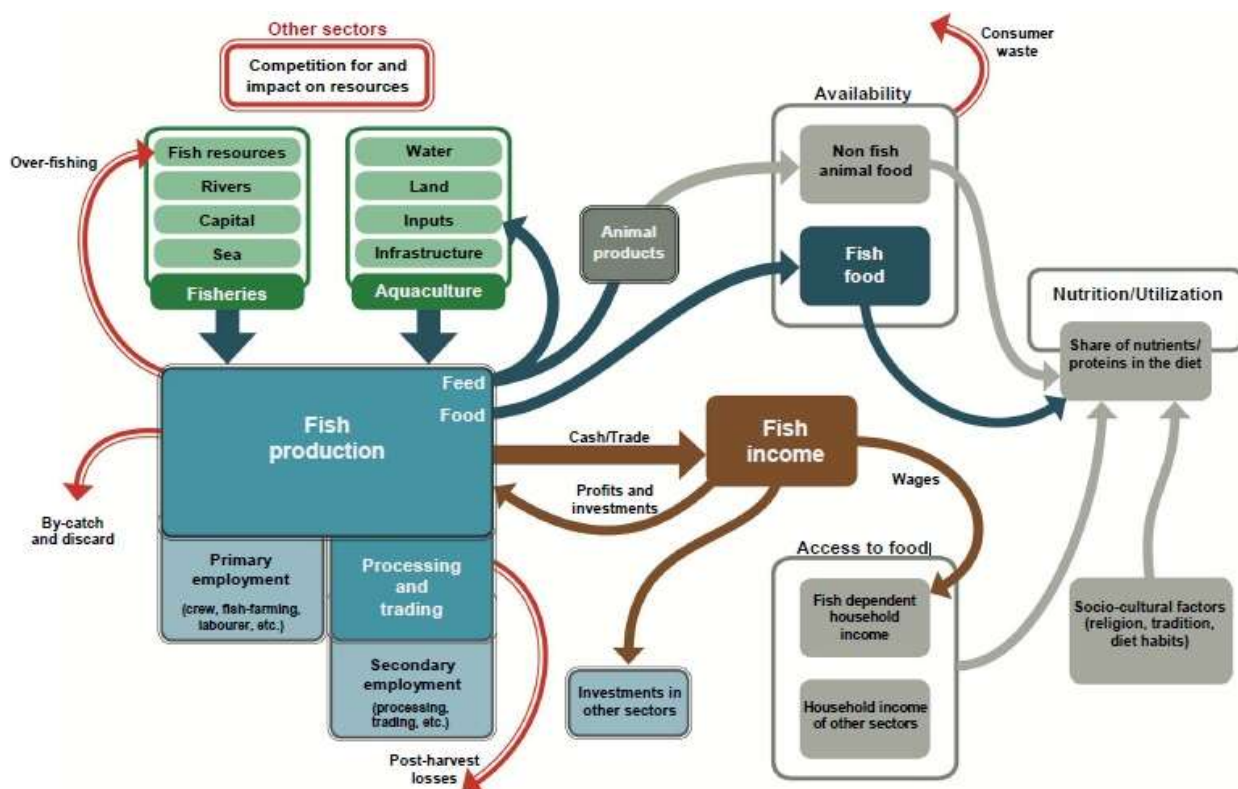 Other sectors
Competition for and
impact on resources
Consumer
waste
Availability
Over-fishing
Fish resources
Rivers
Capital
Sea
Fisheries
Water
Land
Inputs
Infrastructure
Aquaculture
Animal
products
Non fish
animal food
Fish
food
Nutrition/Utilization
Share of nutrients/
proteins in the diet
Feed
Food
Fish
production
Cash/Trade
Fish
income
Profits and
investments
Wages
By-catch
and discard
Primary
employment
(crew, fish-farming,
labourer, etc.)
Processing
and
trading
Secondary
employment
(processing,
trading, etc.)
Post-harvest
losses
Investments in
other sectors
Access to food
Fish dependent
household
income
Household income
of other sectors
Socio-cultural factors
(religion, tradition,
diet habits)